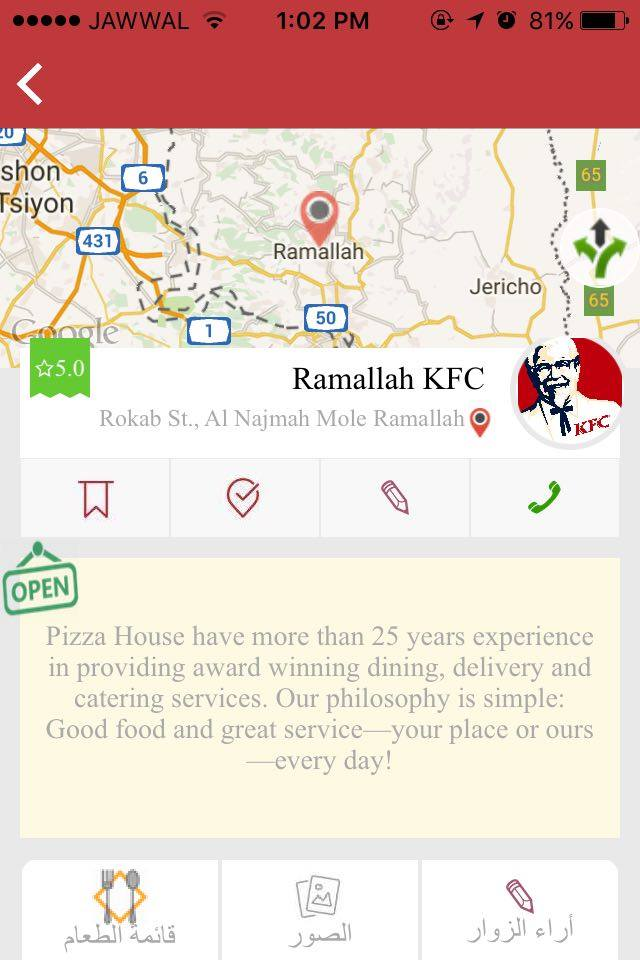 JAWWAL 1:02 PM 81%
20
shon
Tsiyon
6
65
431
Ramallah
Jericho
65
50
1
Google
5.0
Ramallah KFC
KFC
Rokab St., Al Najmah Mole Ramallah
OPEN
Pizza House have more than 25 years experience
in providing award winning dining, delivery and
catering services. Our philosophy is simple:
Good food and great service—your place or ours
—every day!
أراء الزوار
الصور
قائمة الطعام